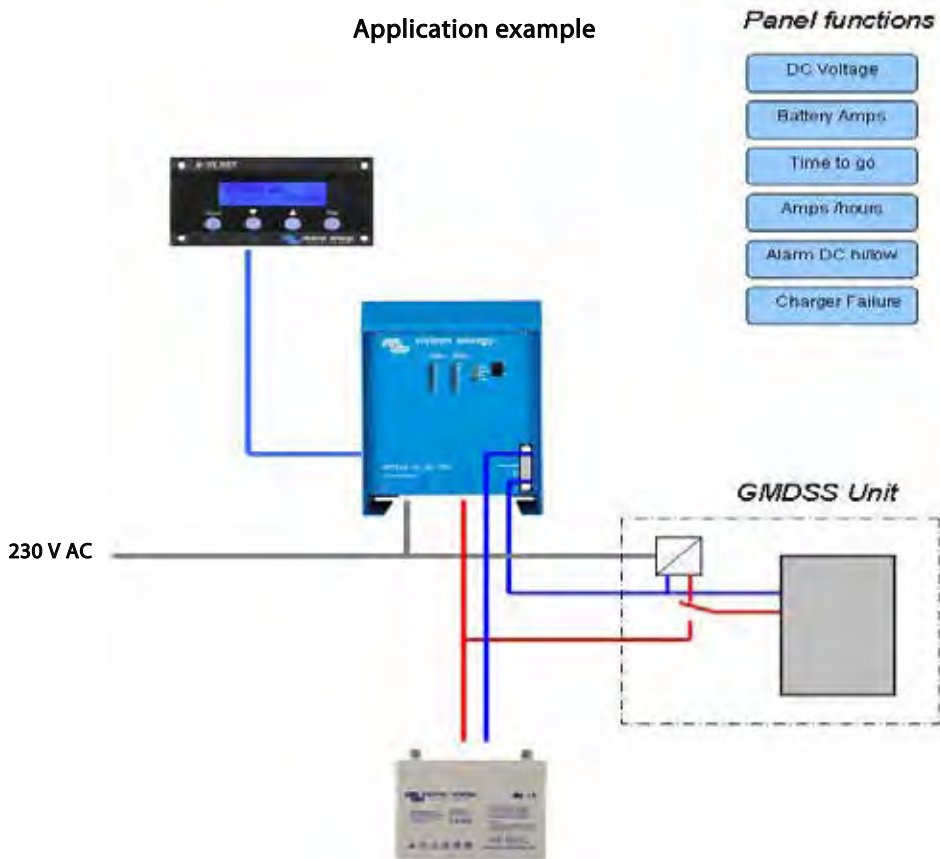 Application example
Panel functions
DC Voltage
Battery Amps
Time to go
Amps /hours
Alarm DC hi/low
Charger Failure
victron energy
GMDSS Unit
230 V AC